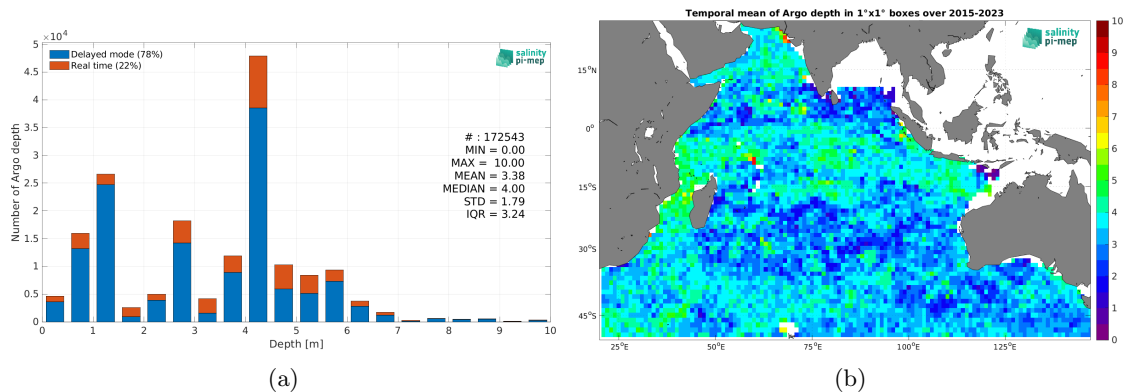 ×10⁴
5
4.5
4
3.5
3
2.5
2
1.5
1
0.5
0
Number of Argo depth
Delayed mode (78%)
Real time (22%)
salinity
pi-mep
# : 172543
MIN = 0.00
MAX = 10.00
MEAN = 3.38
MEDIAN = 4.00
STD = 1.79
IQR = 3.24
0 1 2 3 4 5 6 7 8 9 10
Depth [m]
(a)
Temporal mean of Argo depth in 1°x1° boxes over 2015-2023
salinity
pi-mep
15°N
0°
15°S
30°S
45°S
25°E 50°E 75°E 100°E 125°E
10
9
8
7
6
5
4
3
2
1
0
(b)